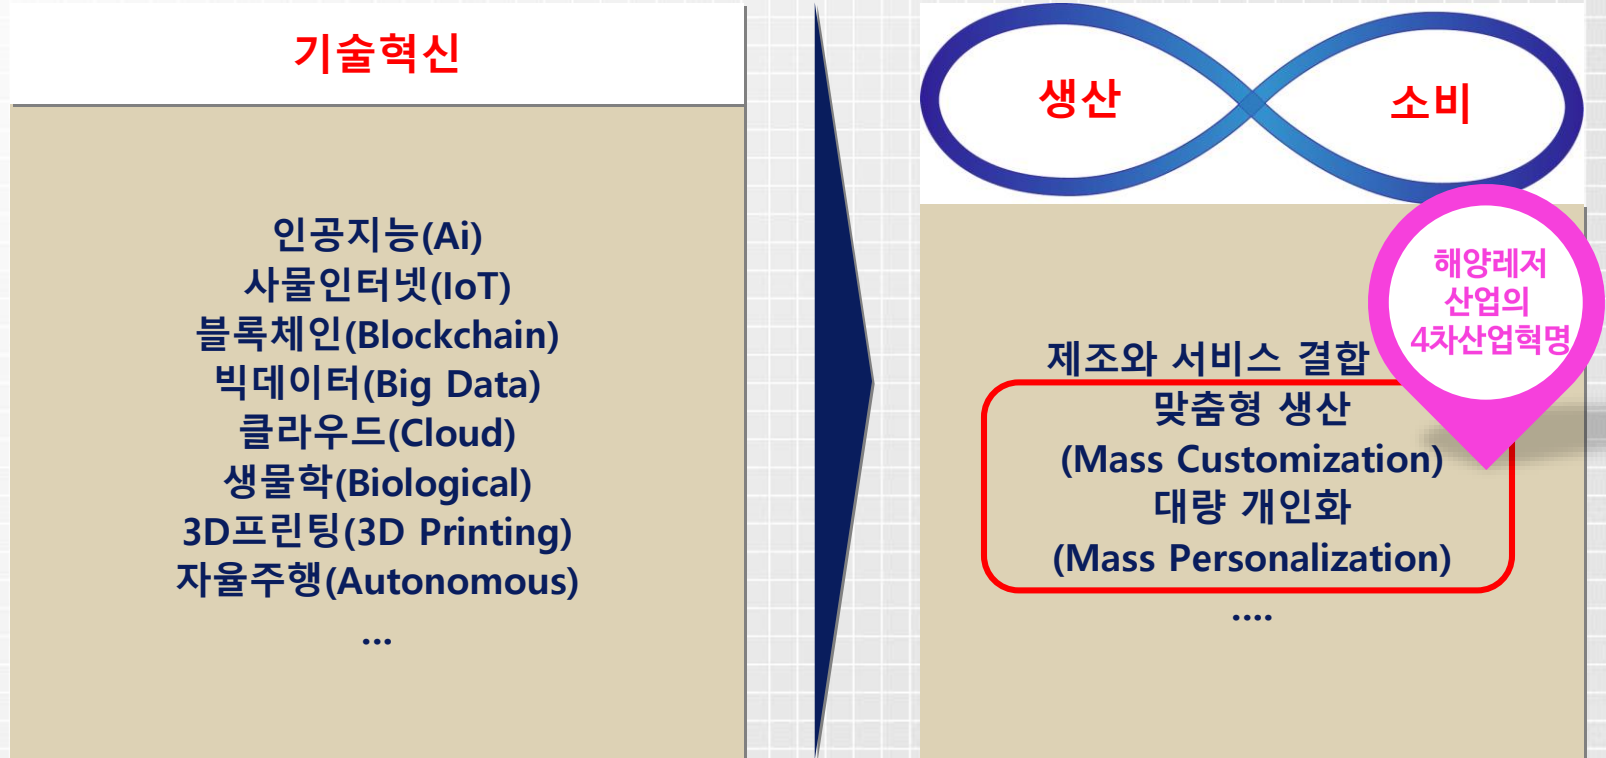 기술혁신
인공지능(Ai)
사물인터넷(IoT)
블록체인(Blockchain)
빅데이터(Big Data)
클라우드(Cloud)
생물학(Biological)
3D프린팅(3D Printing)
자율주행(Autonomous)
...
생산
소비
해양레저
산업의
4차산업혁명
제조와 서비스 결합
맞춤형 생산
(Mass Customization)
대량 개인화
(Mass Personalization)
....